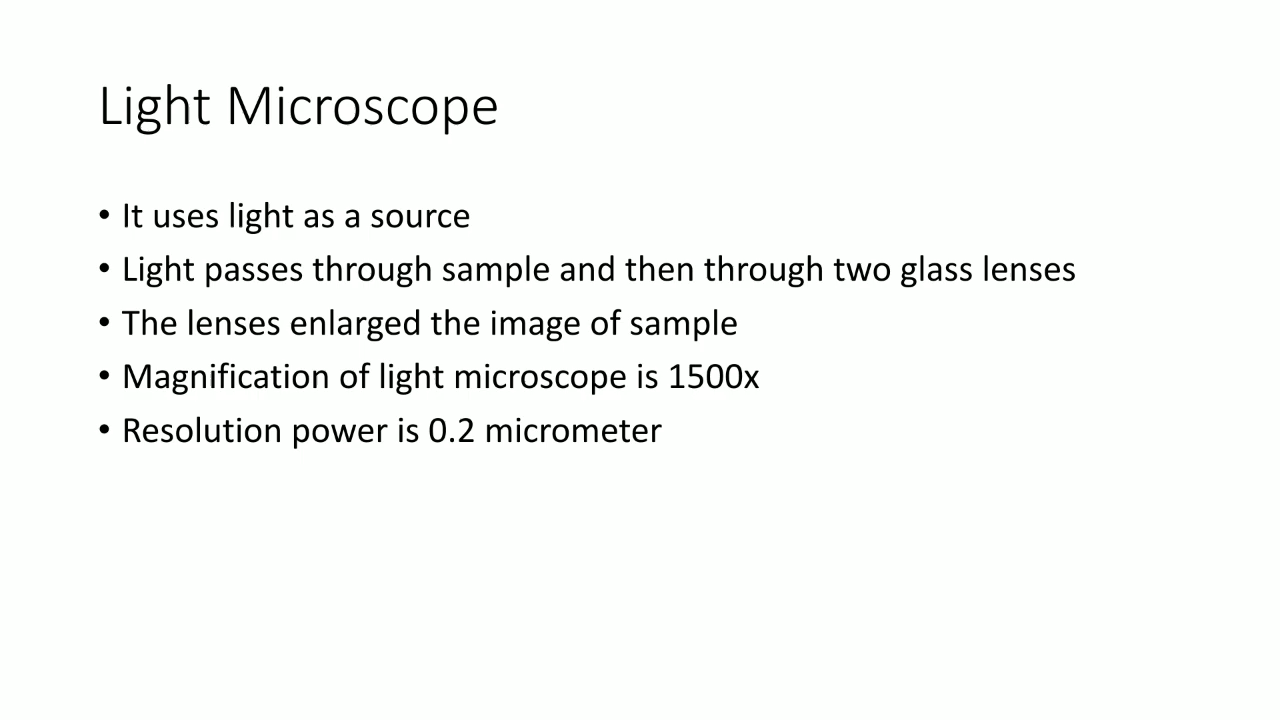 Light Microscope
• It uses light as a source
• Light passes through sample and then through two glass lenses
• The lenses enlarged the image of sample
• Magnification of light microscope is 1500x
• Resolution power is 0.2 micrometer